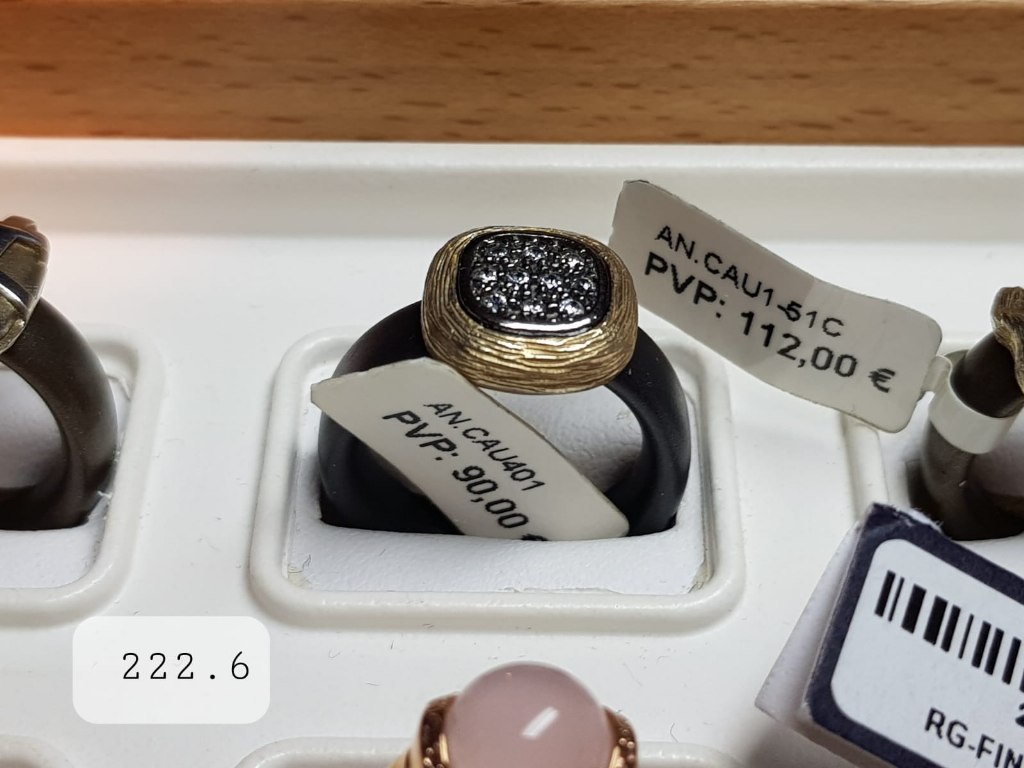 AN.CAU1-51C
PVP: 112,00 €
AN.CAU401
PVP: 90,00 €
222.6
RG-FIN